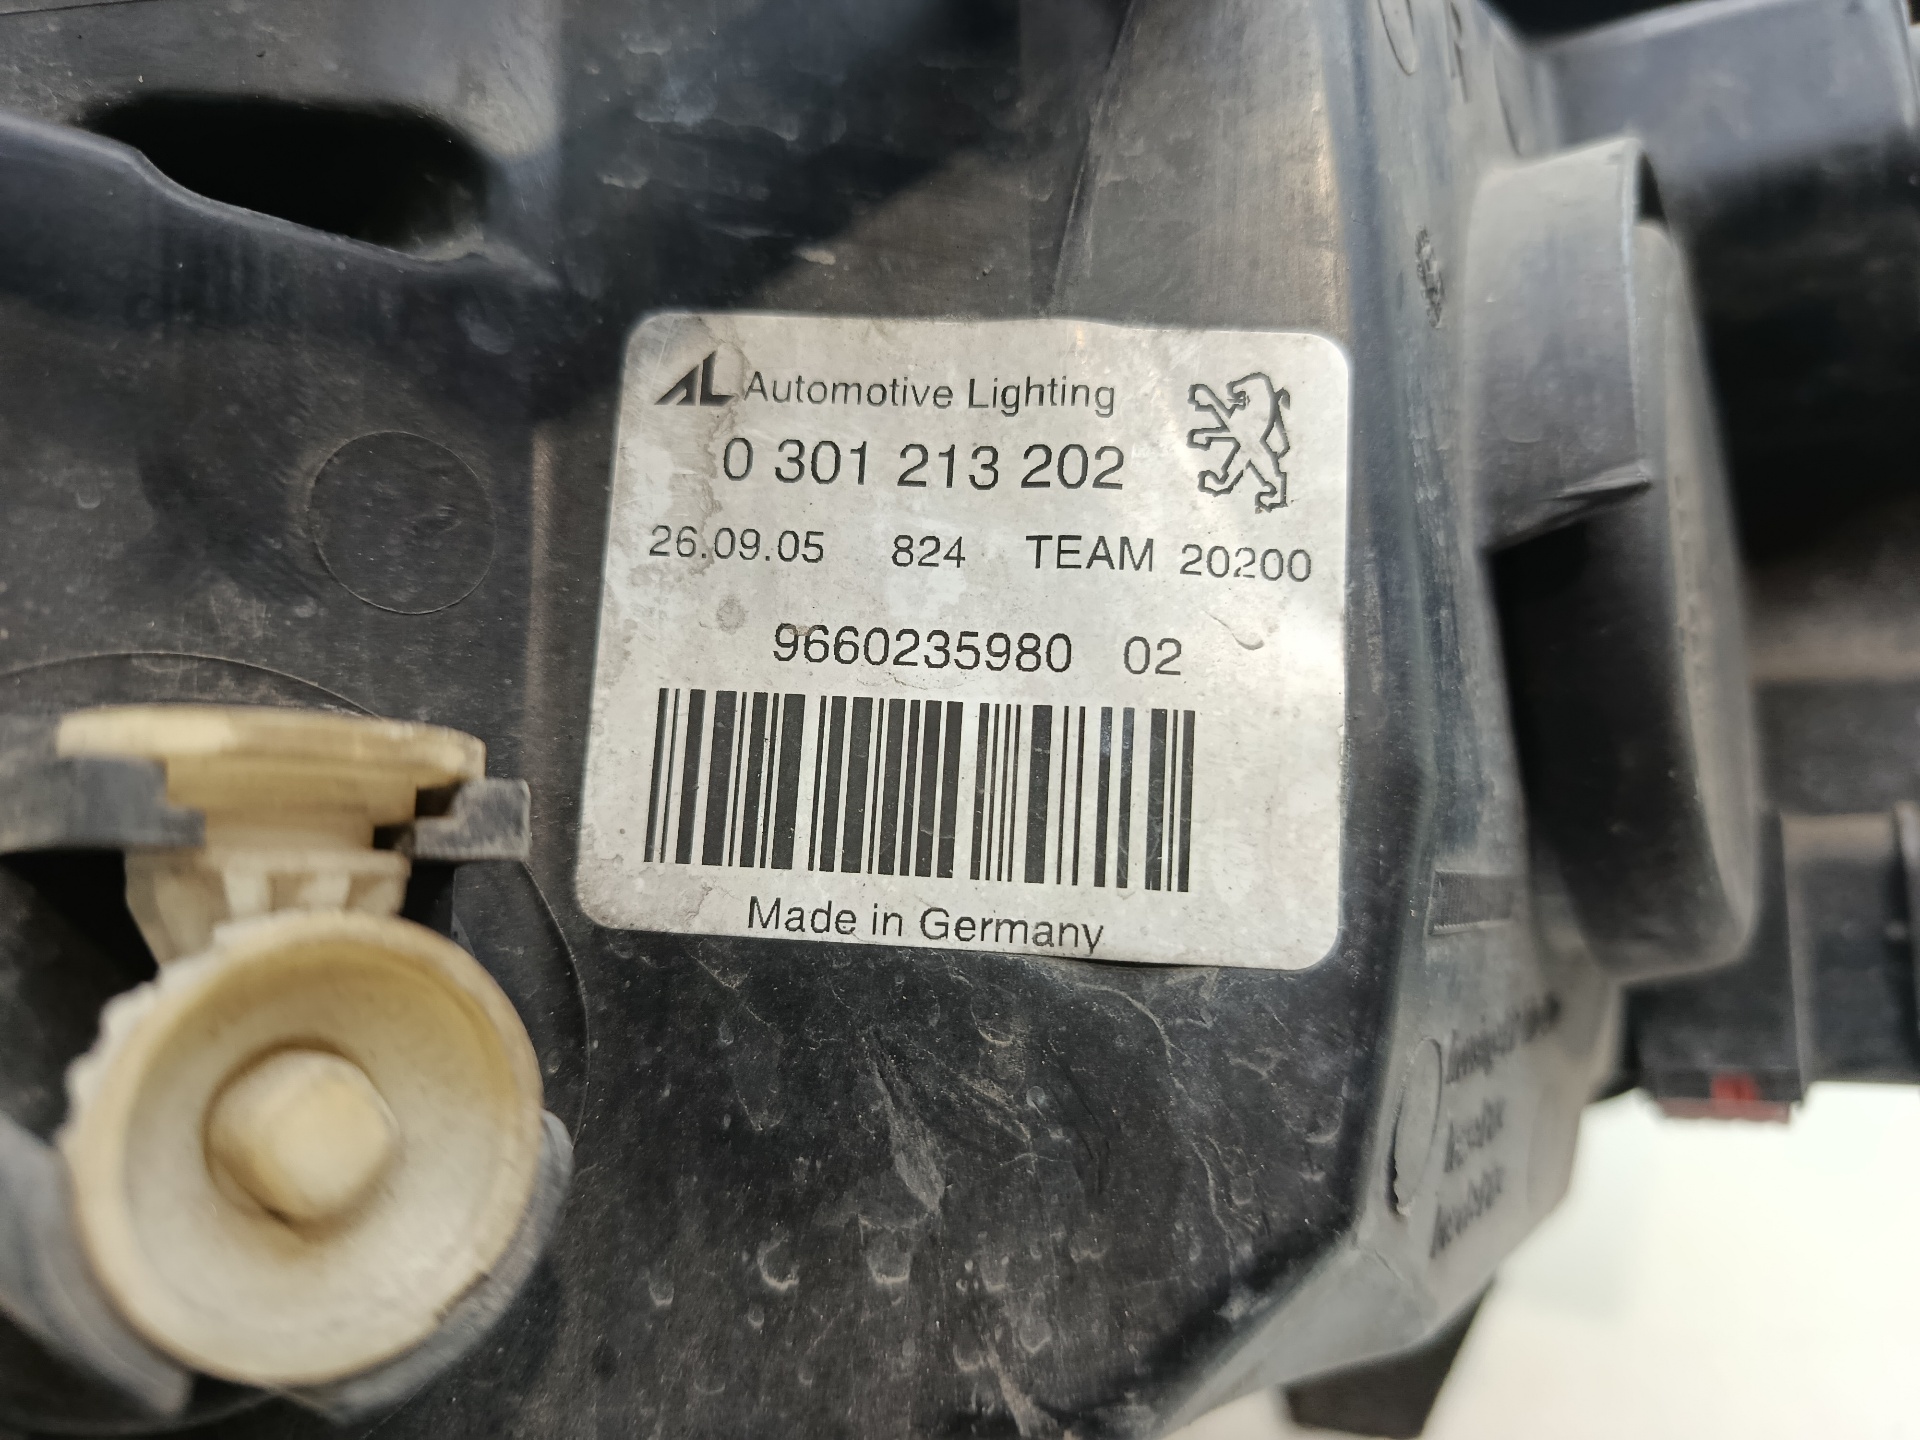 AL Automotive Lighting
0 301 213 202
26.09.05 824 TEAM 20200
9660235980 02
Made in Germany